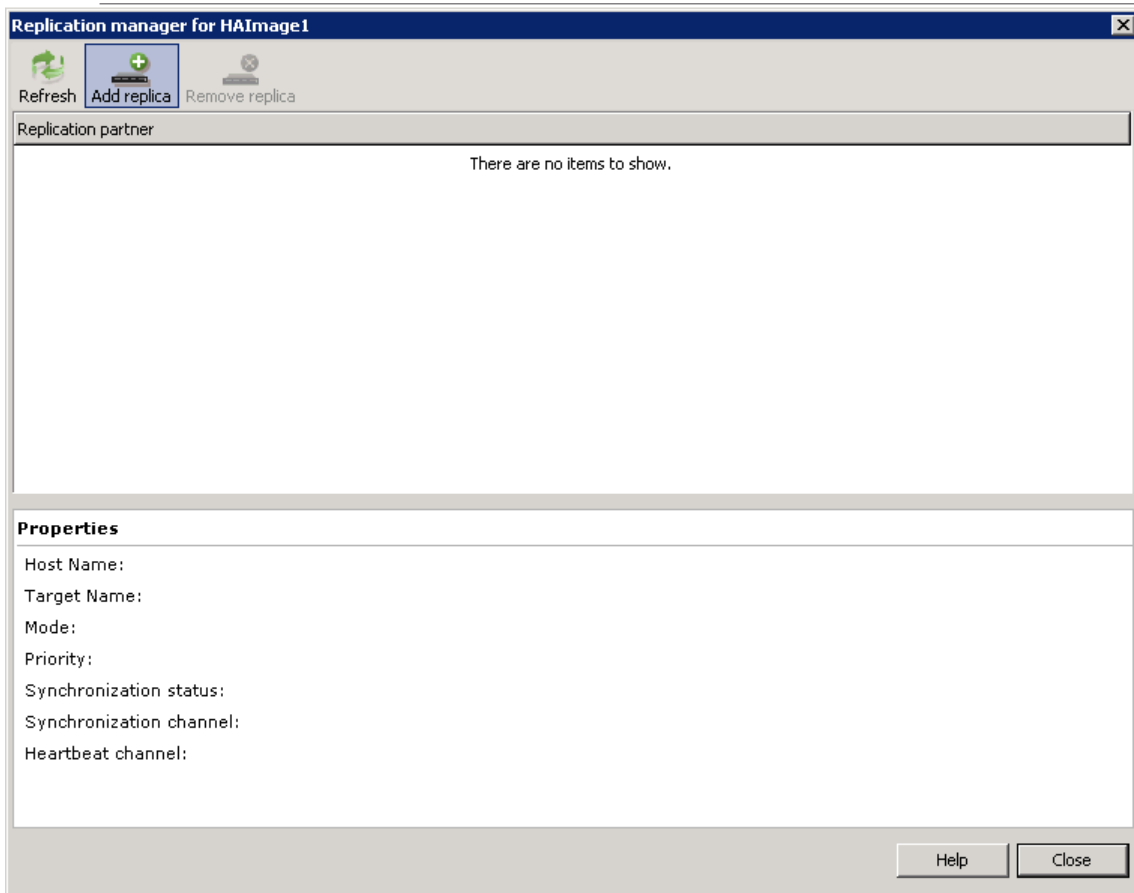 Replication manager for HAImage1
Refresh Add replica Remove replica
Replication partner
There are no items to show.
Properties
Host Name:
Target Name:
Mode:
Priority:
Synchronization status:
Synchronization channel:
Heartbeat channel:
Help Close